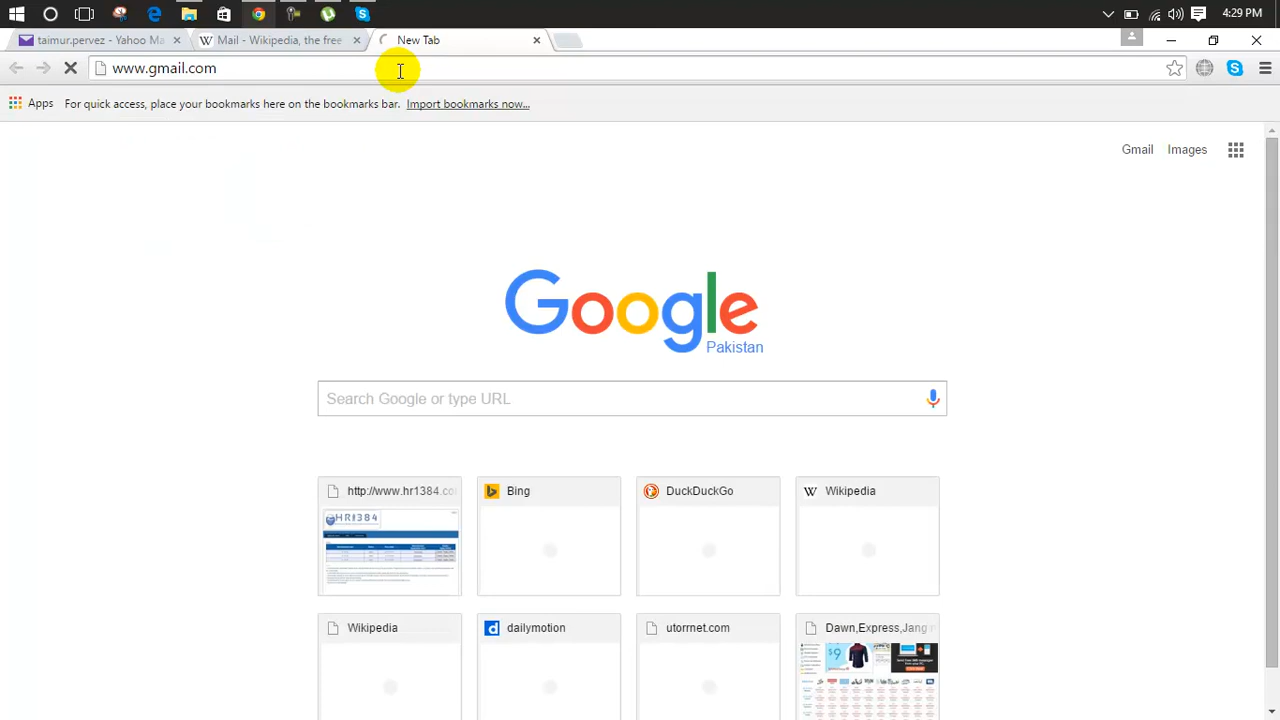 4:29 PM
taimur.pervez - Yahoo Ma
Mail - Wikipedia, the free
New Tab
www.gmail.com
Apps
For quick access, place your bookmarks here on the bookmarks bar. Import bookmarks now...
Gmail
Images
Google
Pakistan
Search Google or type URL
http://www.hr1384.co
Bing
DuckDuckGo
Wikipedia
HR1384
Wikipedia
dailymotion
utorrnet.com
Dawn,Express,Jang
$9